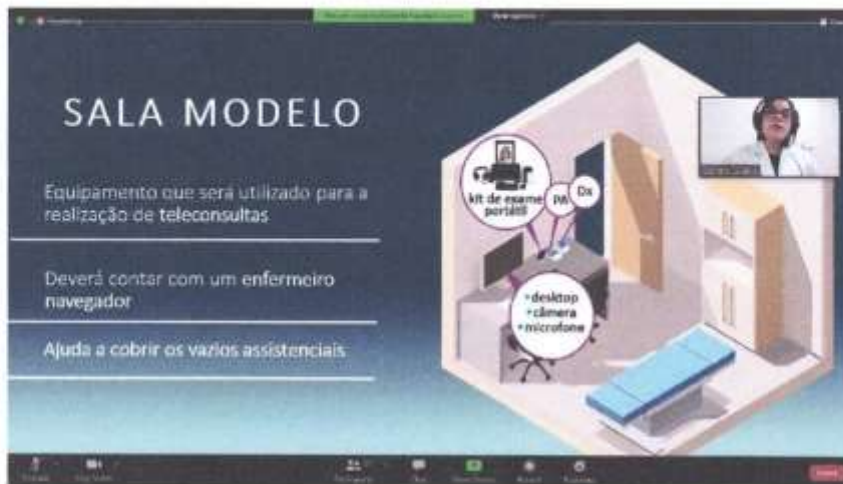 SALA MODELO
Equipamento que será utilizado para a
realização de teleconsultas
Deverá contar com um enfermeiro
navegador
Ajuda a cobrir os vazios assistenciais
kit de exame
portátil
PA
Dx
•desktop
•câmera
•microfone
Chat